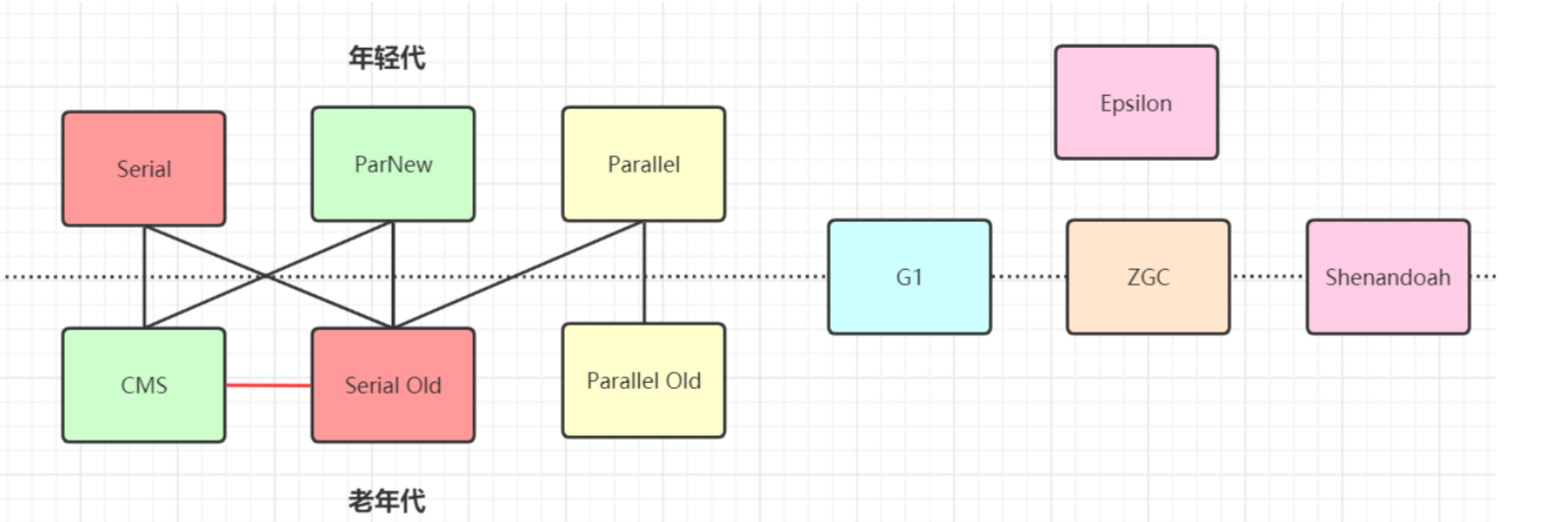 年轻代
Epsilon
Serial
ParNew
Parallel
G1
ZGC
Shenandoah
CMS
Serial Old
Parallel Old
老年代